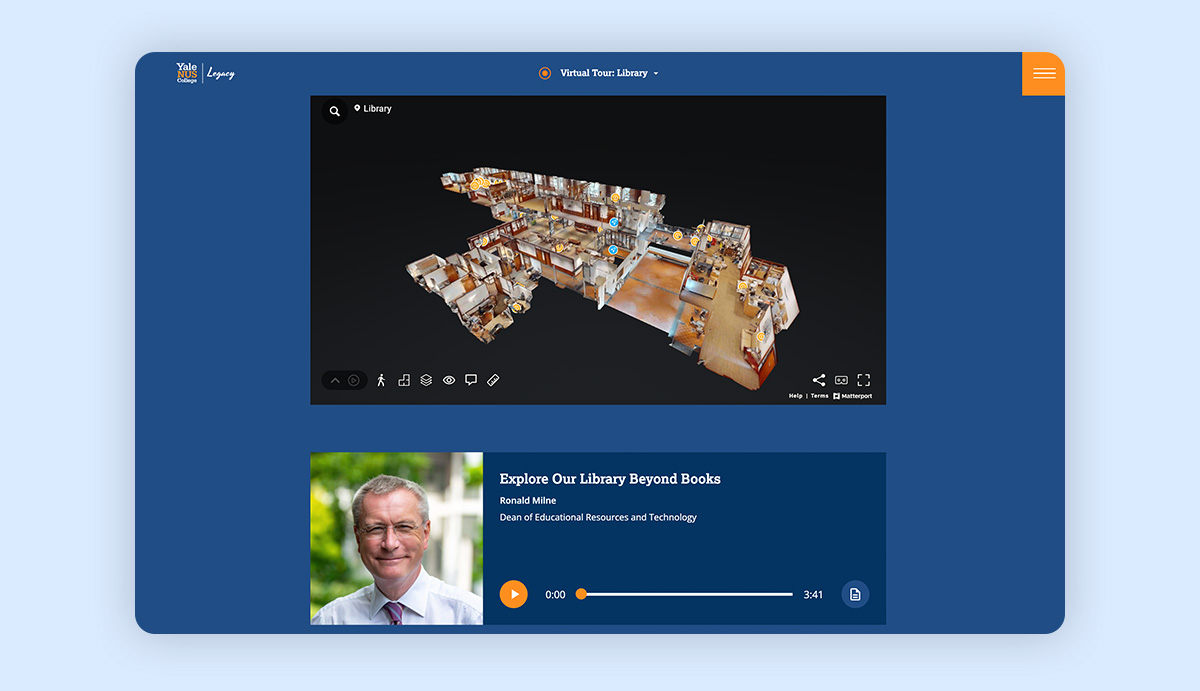 Yale
NUS
College
Legacy
Virtual Tour: Library
Library
Help | Terms Matterport
Explore Our Library Beyond Books
Ronald Milne
Dean of Educational Resources and Technology
0:00
3:41